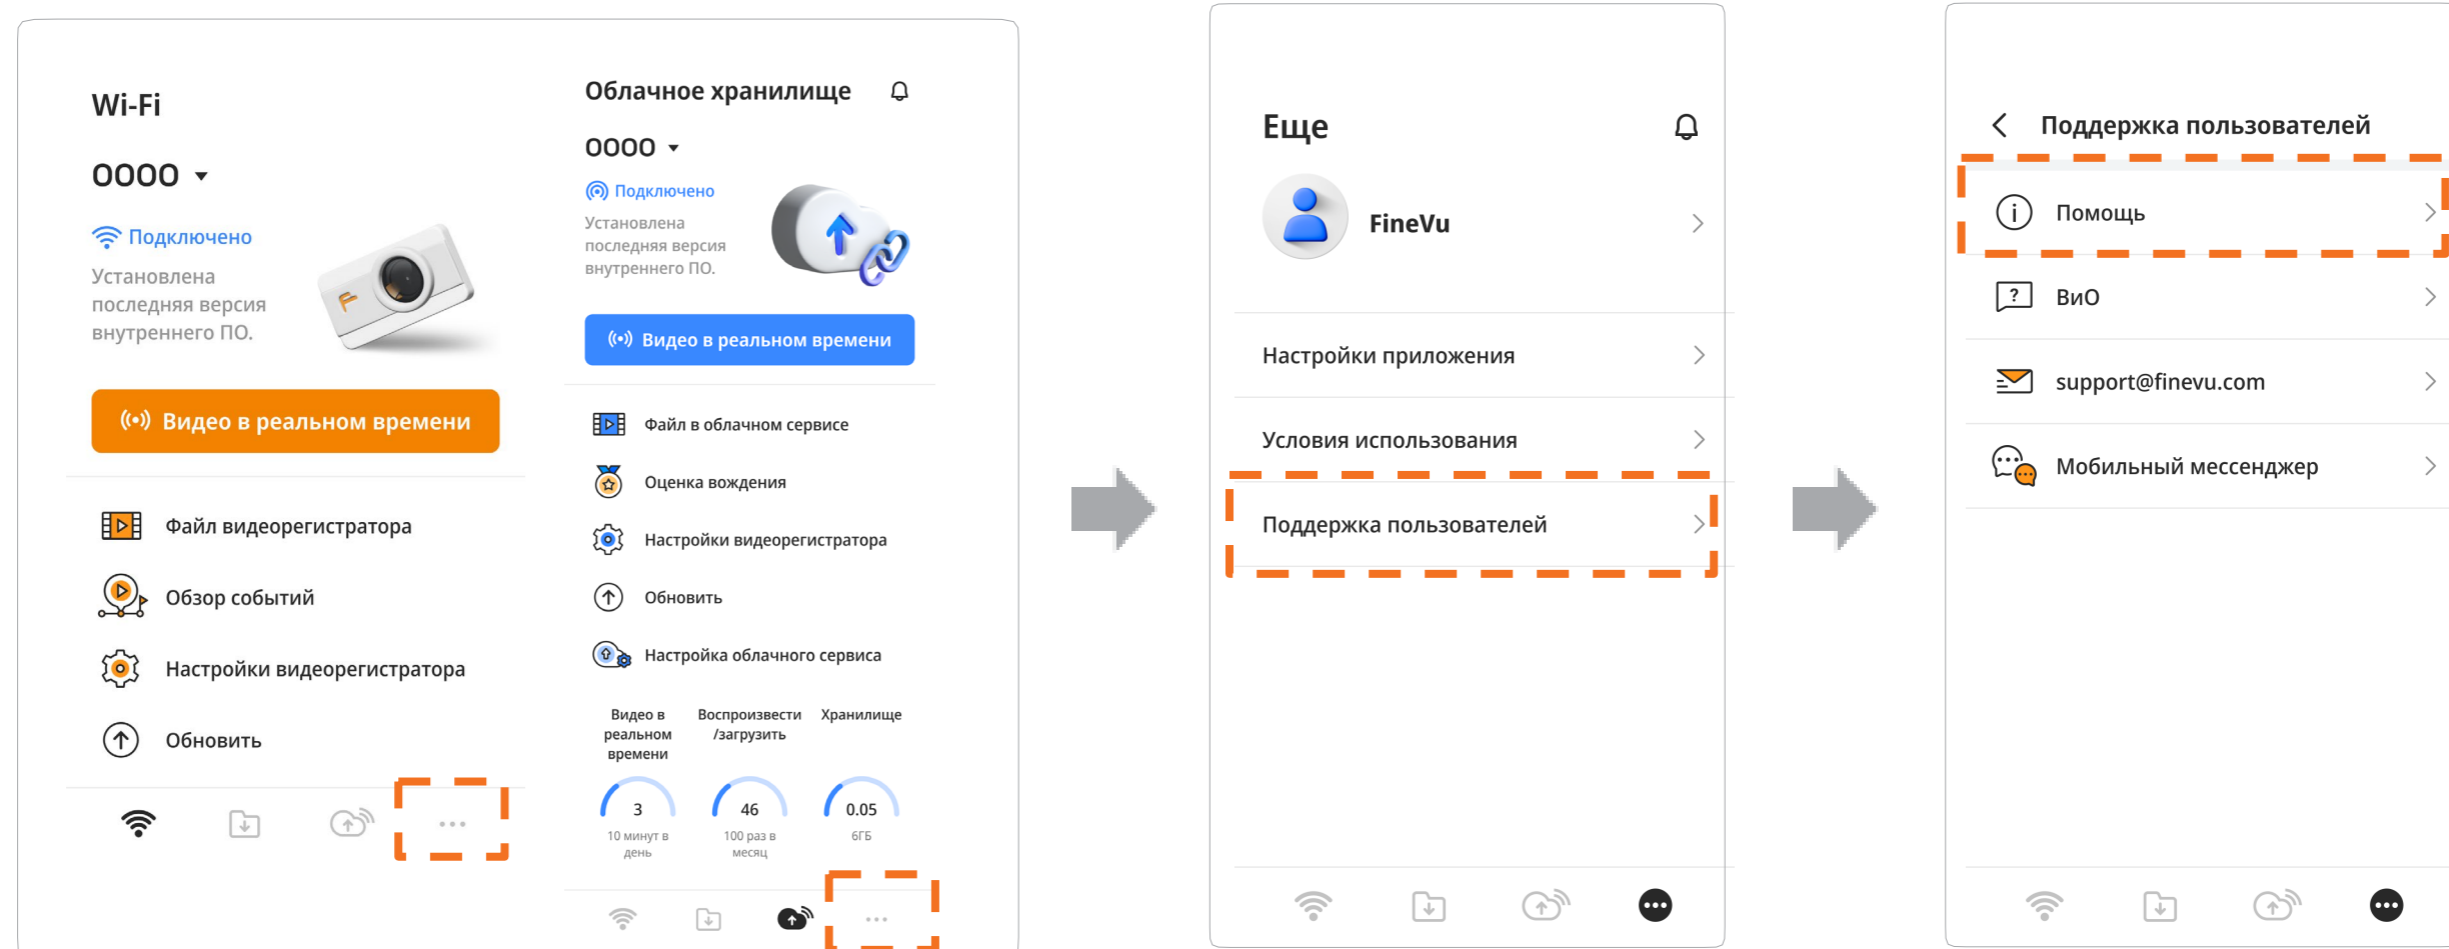 Wi-Fi
OOOO
Подключено
Установлена
последняя версия
внутреннего ПО.
Видео в реальном времени
Файл видеорегистратора
Обзор событий
Настройки видеорегистратора
Обновить
Облачное хранилище
OOOO
Подключено
Установлена
последняя версия
внутреннего ПО.
Видео в реальном времени
Файл в облачном сервисе
Оценка вождения
Настройки видеорегистратора
Обновить
Настройка облачного сервиса
Видео в
реальном
времени
3
10 минут в
день
Воспроизвести
/загрузить
46
100 раз в
месяц
Хранилище
0.05
6ГБ
Еще
FineVu
Настройки приложения
Условия использования
Поддержка пользователей
Поддержка пользователей
Помощь
ВиО
support@finevu.com
Мобильный мессенджер